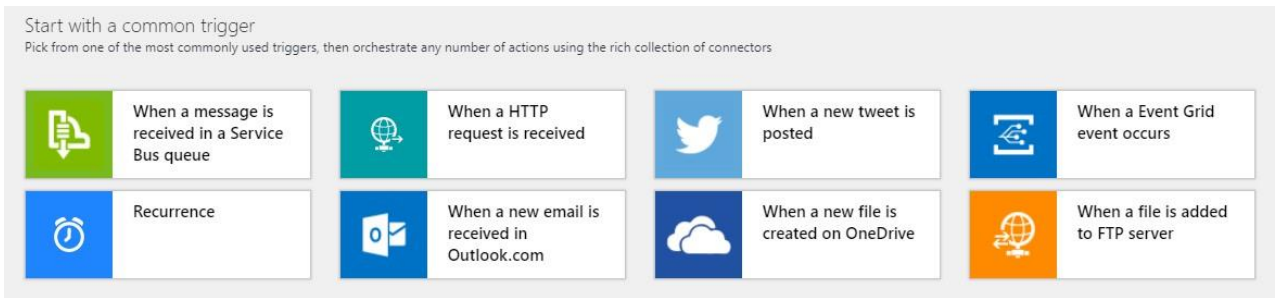 Start with a common trigger
Pick from one of the most commonly used triggers, then orchestrate any number of actions using the rich collection of connectors
When a message is
received in a Service
Bus queue
When a HTTP
request is received
When a new tweet is
posted
When a Event Grid
event occurs
Recurrence
When a new email is
received in
Outlook.com
When a new file is
created on OneDrive
When a file is added
to FTP server